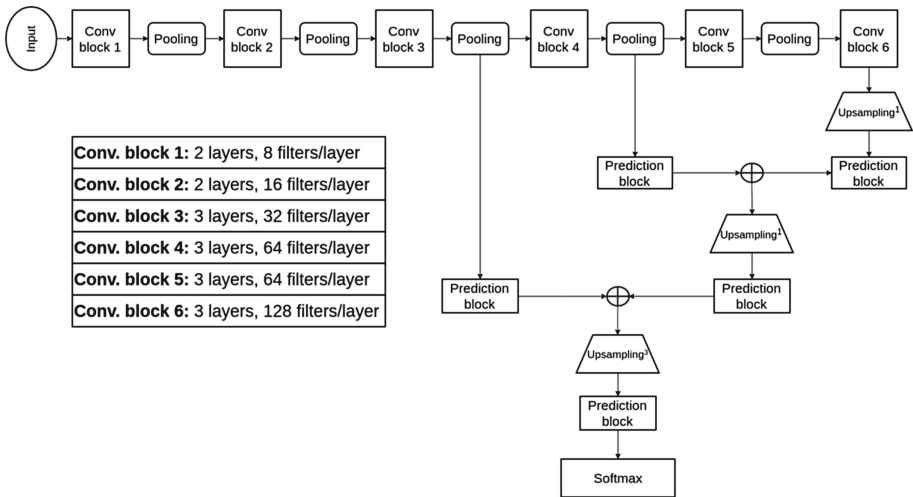 Input
Conv
block 1
Pooling
Conv
block 2
Pooling
Conv
block 3
Pooling
Conv
block 4
Pooling
Conv
block 5
Pooling
Conv
block 6
Upsampling¹
Prediction
block
Prediction
block
Upsampling¹
Prediction
block
Prediction
block
Upsampling³
Prediction
block
Softmax
Conv. block 1: 2 layers, 8 filters/layer
Conv. block 2: 2 layers, 16 filters/layer
Conv. block 3: 3 layers, 32 filters/layer
Conv. block 4: 3 layers, 64 filters/layer
Conv. block 5: 3 layers, 64 filters/layer
Conv. block 6: 3 layers, 128 filters/layer